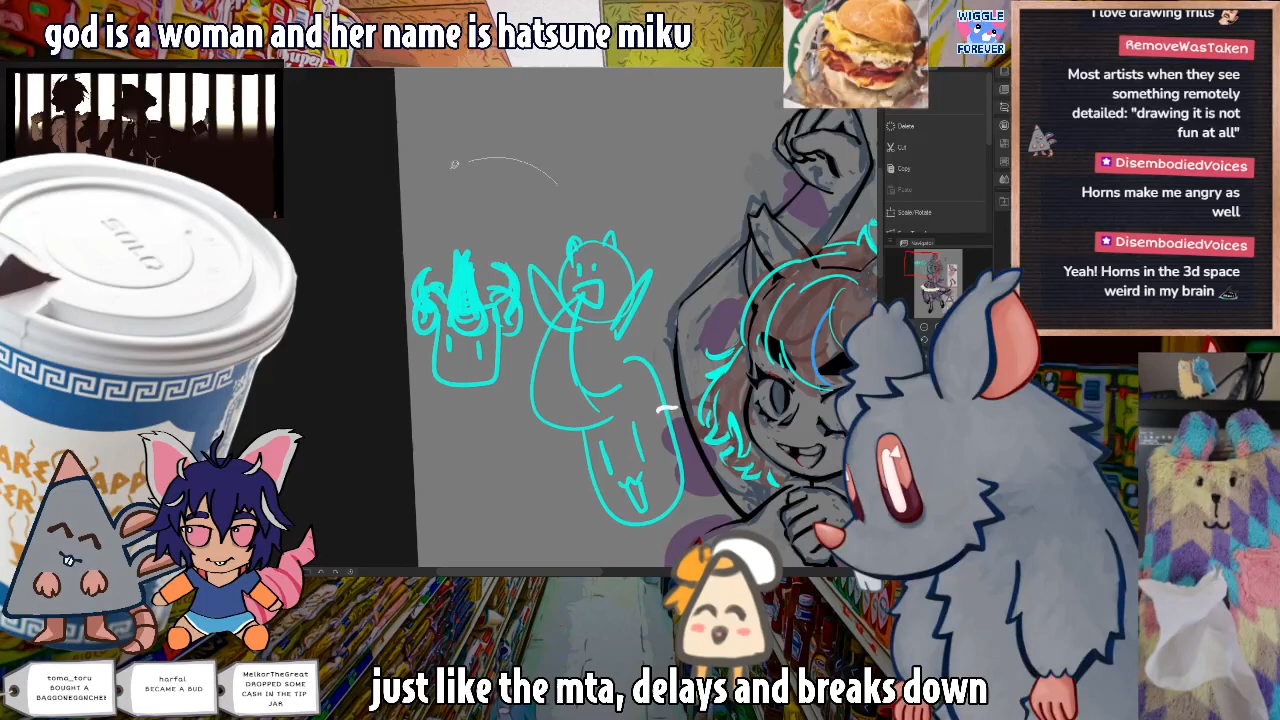 god is a woman and her name is hatsune miku
WIGGLE
FOREVER
I love drawing frills
RemoveWasTaken
Most artists when they see
something remotely
detailed: "drawing it is not
fun at all"
DisembodiedVoices
Horns make me angry as
well
DisembodiedVoices
Yeah! Horns in the 3d space
weird in my brain
Delete
Cut
Copy
Paste
Scale/Rotate
Navigator
SOLO
toma_toru
BOUGHT A
BAGGONEGGNCHEE
harfal
BECAME A BUD
MelkorTheGreat
DROPPED SOME
CASH IN THE TIP
JAR
just like the mta, delays and breaks down